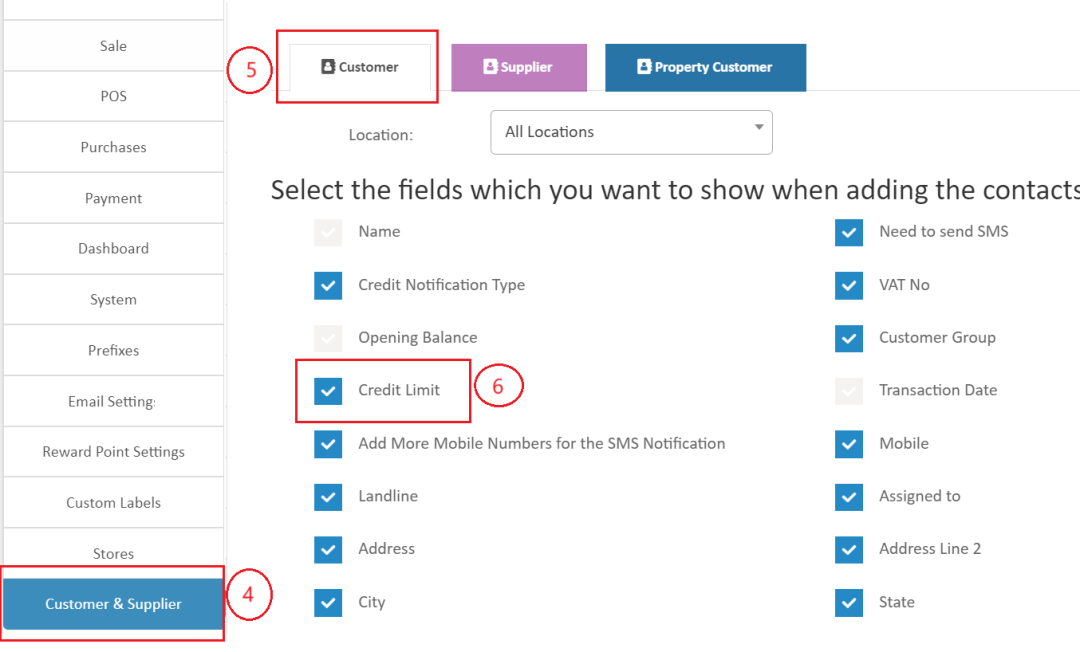 Sale
POS
Purchases
Payment
Dashboard
System
Prefixes
Email Setting
Reward Point Settings
Custom Labels
Stores
Customer & Supplier
4
5
Customer
Supplier
Property Customer
Location:
All Locations
Select the fields which you want to show when adding the contacts
Name
Need to send SMS
Credit Notification Type
VAT No
Opening Balance
Customer Group
Credit Limit
6
Transaction Date
Add More Mobile Numbers for the SMS Notification
Mobile
Landline
Assigned to
Address
Address Line 2
City
State